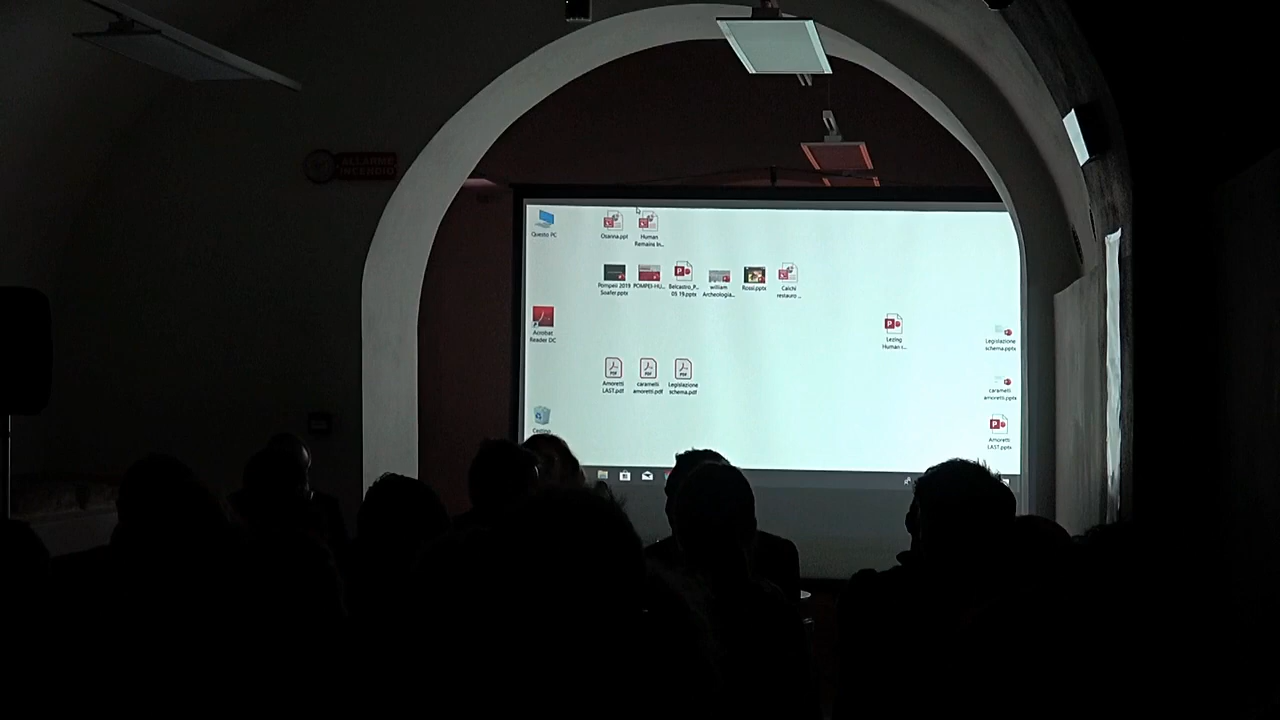 ALLARME
INCENDIO
Questo PC
Osanna.ppt
Human
Remains In...
Pompeii 2019
Soafer.pptx
POMPEI-HU...
Belcastro_P...
05 19.pptx
william
Archeologia...
Rossi.pptx
Calchi
restauro ...
Acrobat
Reader DC
Lezing
Human r...
Legislazione
schema.pptx
Amoretti
LAST.pdf
caramelli
amoretti.pdf
Legislazione
schema.pdf
caramelli
amoretti.pptx
Cestino
Amoretti
LAST.pptx